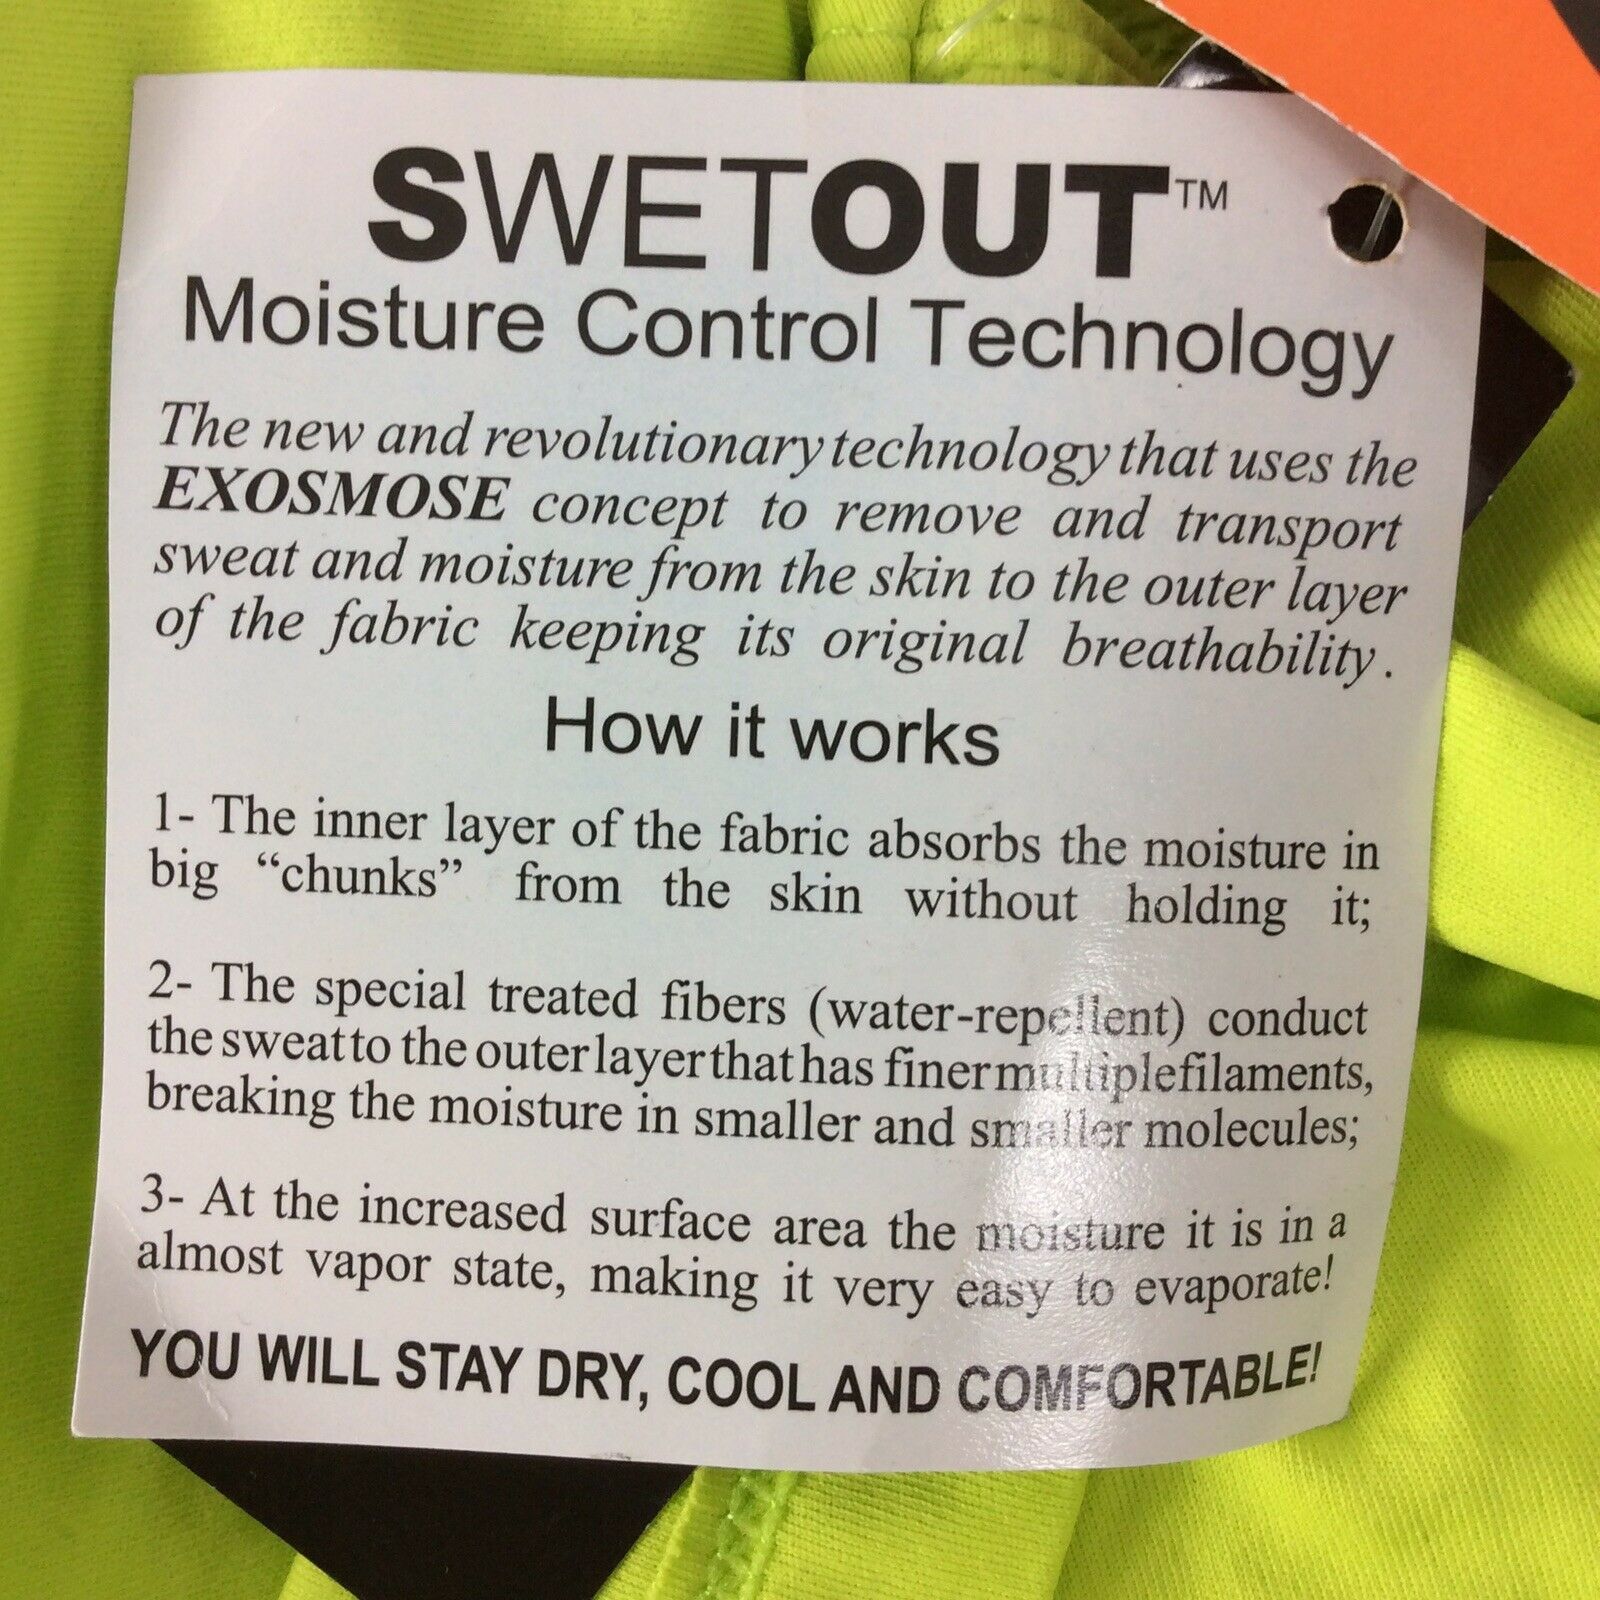 SWETOUT™
Moisture Control Technology
The new and revolutionary technology that uses the
EXOSMOSE concept to remove and transport
sweat and moisture from the skin to the outer layer
of the fabric keeping its original breathability.
How it works
1- The inner layer of the fabric absorbs the moisture in
big “chunks” from the skin without holding it;
2- The special treated fibers (water-repellent) conduct
the sweat to the outer layer that has finer multiple filaments,
breaking the moisture in smaller and smaller molecules;
3- At the increased surface area the moisture it is in a
almost vapor state, making it very easy to evaporate!
YOU WILL STAY DRY, COOL AND COMFORTABLE!